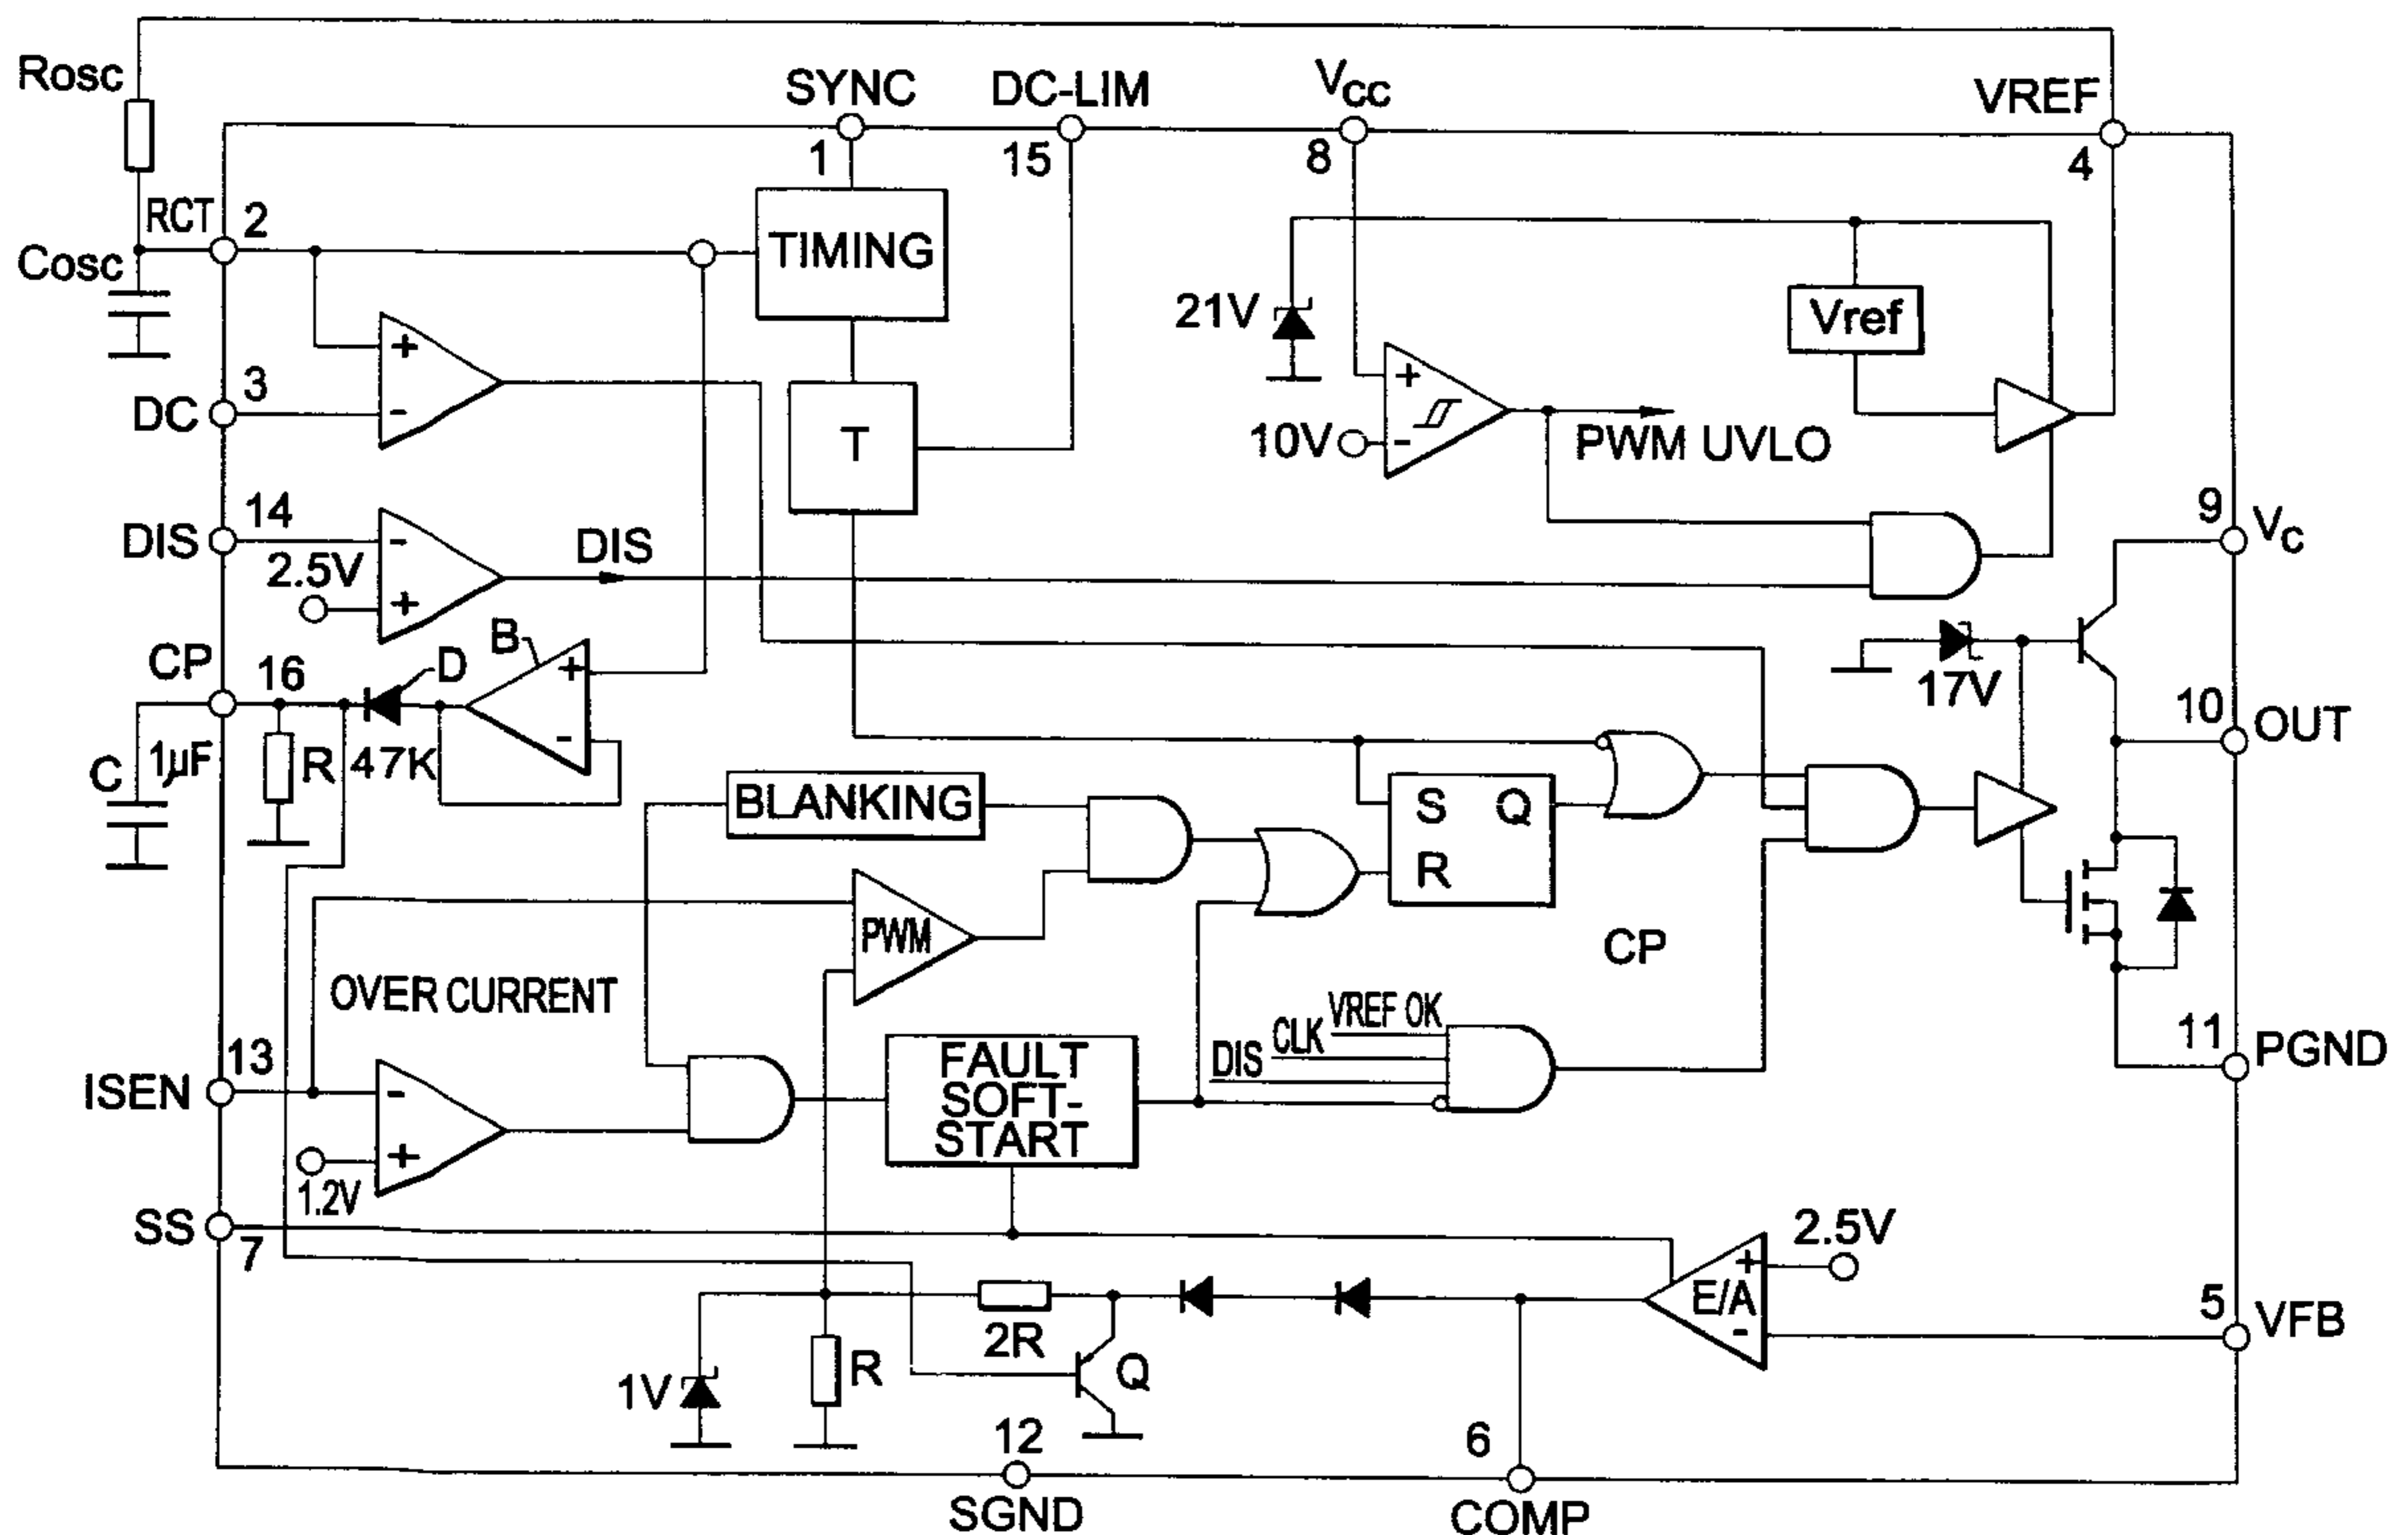 Rosc
SYNC
DC-LIM
VCC
VREF
1
15
8
4
RCT
2
TIMING
Cosc
21V
Vref
+
3
DC
-
T
+
10V
-
PWM UVLO
9
VC
14
DIS
-
2.5V
+
DIS
B
+
-
CP
16
D
17V
10
OUT
C
1µF
R
47K
BLANKING
S
Q
R
PWM
CP
OVER CURRENT
VREF OK
CLK
DIS
11
PGND
13
ISEN
-
+
1.2V
FAULT
SOFT-
START
SS
7
2.5V
+
E/A
-
5
VFB
2R
1V
R
Q
12
SGND
6
COMP